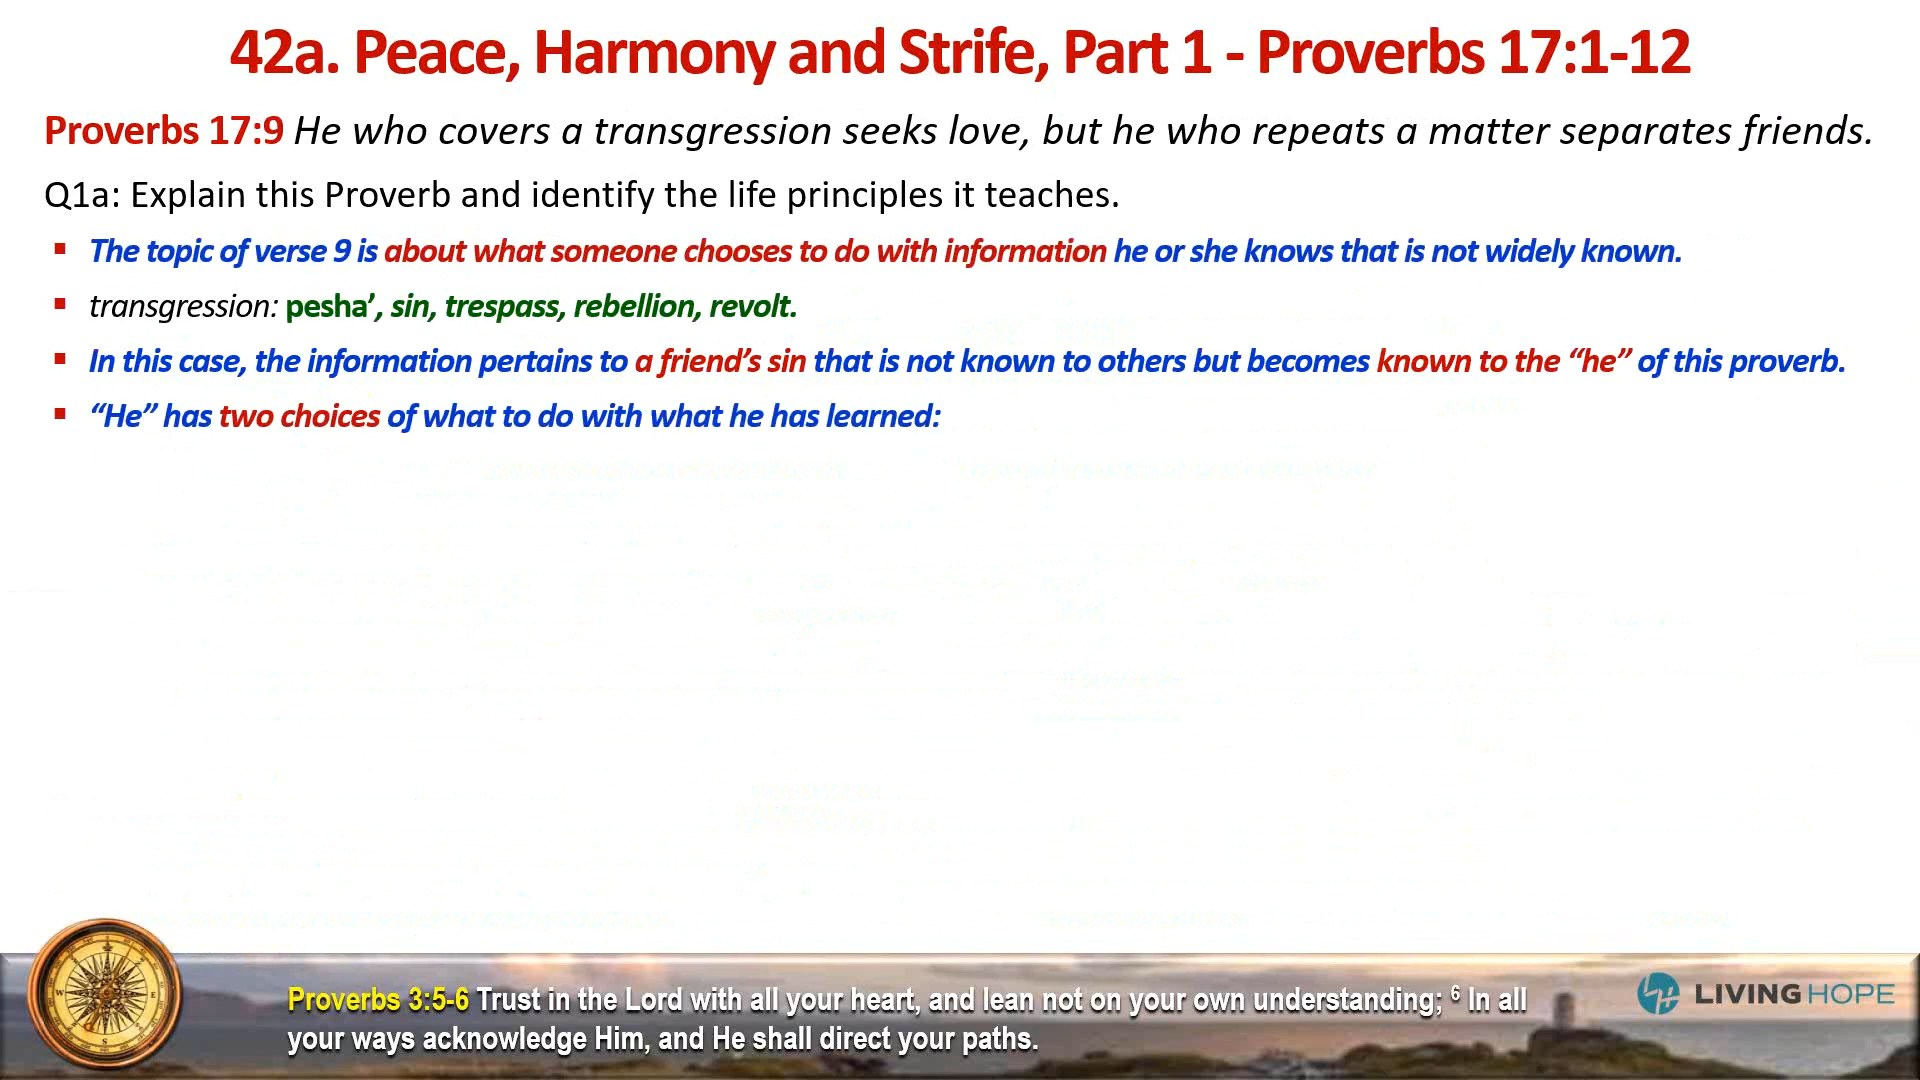 42a. Peace, Harmony and Strife, Part 1 - Proverbs 17:1-12
Proverbs 17:9 He who covers a transgression seeks love, but he who repeats a matter separates friends.
Q1a: Explain this Proverb and identify the life principles it teaches.
▪ The topic of verse 9 is about what someone chooses to do with information he or she knows that is not widely known.
▪ transgression: pesha’, sin, trespass, rebellion, revolt.
▪ In this case, the information pertains to a friend’s sin that is not known to others but becomes known to the “he” of this proverb.
▪ “He” has two choices of what to do with what he has learned:
Proverbs 3:5-6 Trust in the Lord with all your heart, and lean not on your own understanding; 6 In all
your ways acknowledge Him, and He shall direct your paths.
LH LIVING HOPE
N
W E
S